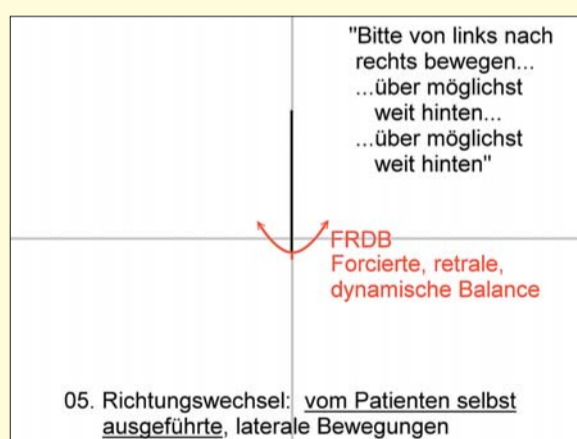 "Bitte von links nach
rechts bewegen...
...über möglichst
weit hinten...
...über möglichst
weit hinten"
FRDB
Forcierte, retrale,
dynamische Balance
05. Richtungswechsel: vom Patienten selbst
ausgeführte, laterale Bewegungen